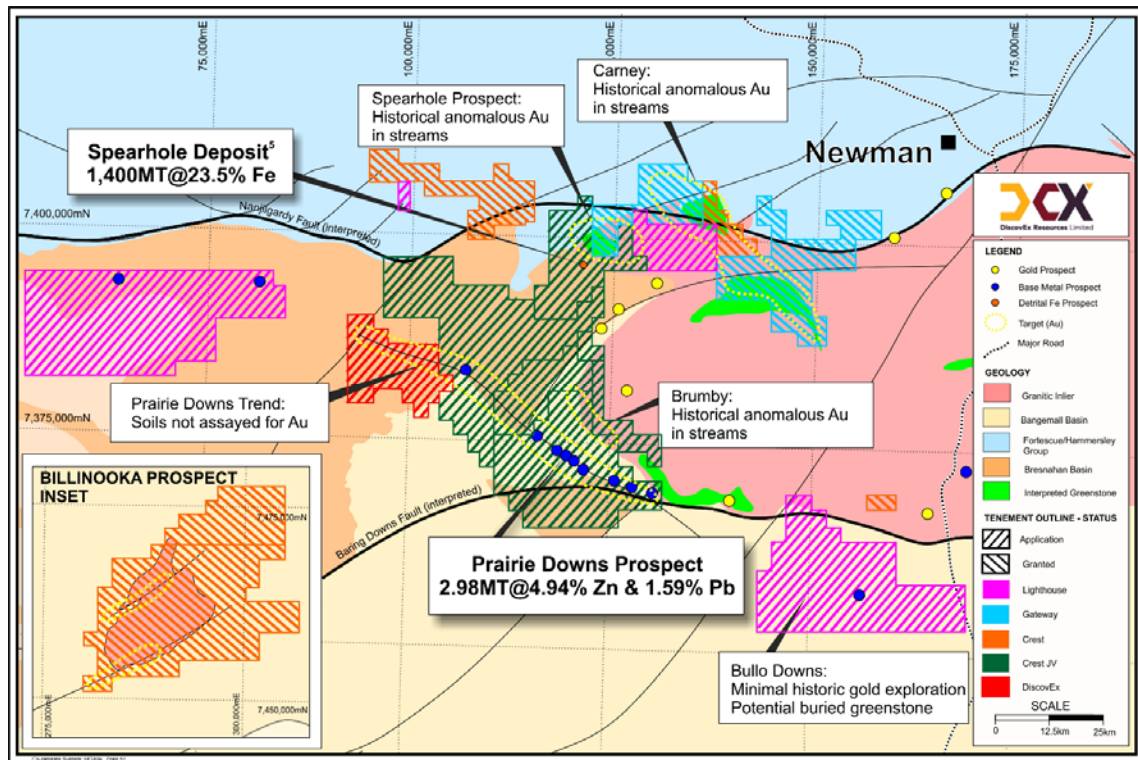 75,000mE
100,000mE
150,000mE
175,000mE
Carney:
Historical anomalous Au
in streams
Spearhole Prospect:
Historical anomalous Au
in streams
Spearhole Deposit⁵
1,400MT@23.5% Fe
Newman
7,400,000mN
Nanjilgardy Fault (interpreted)
DCX
DiscovEx Resources Limited
LEGEND
Gold Prospect
Base Metal Prospect
Detrital Fe Prospect
Target (Au)
Major Road
GEOLOGY
Granitic Inlier
Bangemall Basin
Fortescue/Hammersley
Group
Bresnahan Basin
Interpreted Greenstone
TENEMENT OUTLINE - STATUS
Application
Granted
Lighthouse
Gateway
Crest
Crest JV
DiscovEx
SCALE
0 12.5km 25km
7,375,000mN
Prairie Downs Trend:
Soils not assayed for Au
Brumby:
Historical anomalous Au
in streams
BILLINOOKA PROSPECT
INSET
7,475,000mN
7,450,000mN
275,000mE
300,000mE
Baring Downs Fault (interpreted)
Prairie Downs Prospect
2.98MT@4.94% Zn & 1.59% Pb
Bullo Downs:
Minimal historic gold exploration
Potential buried greenstone